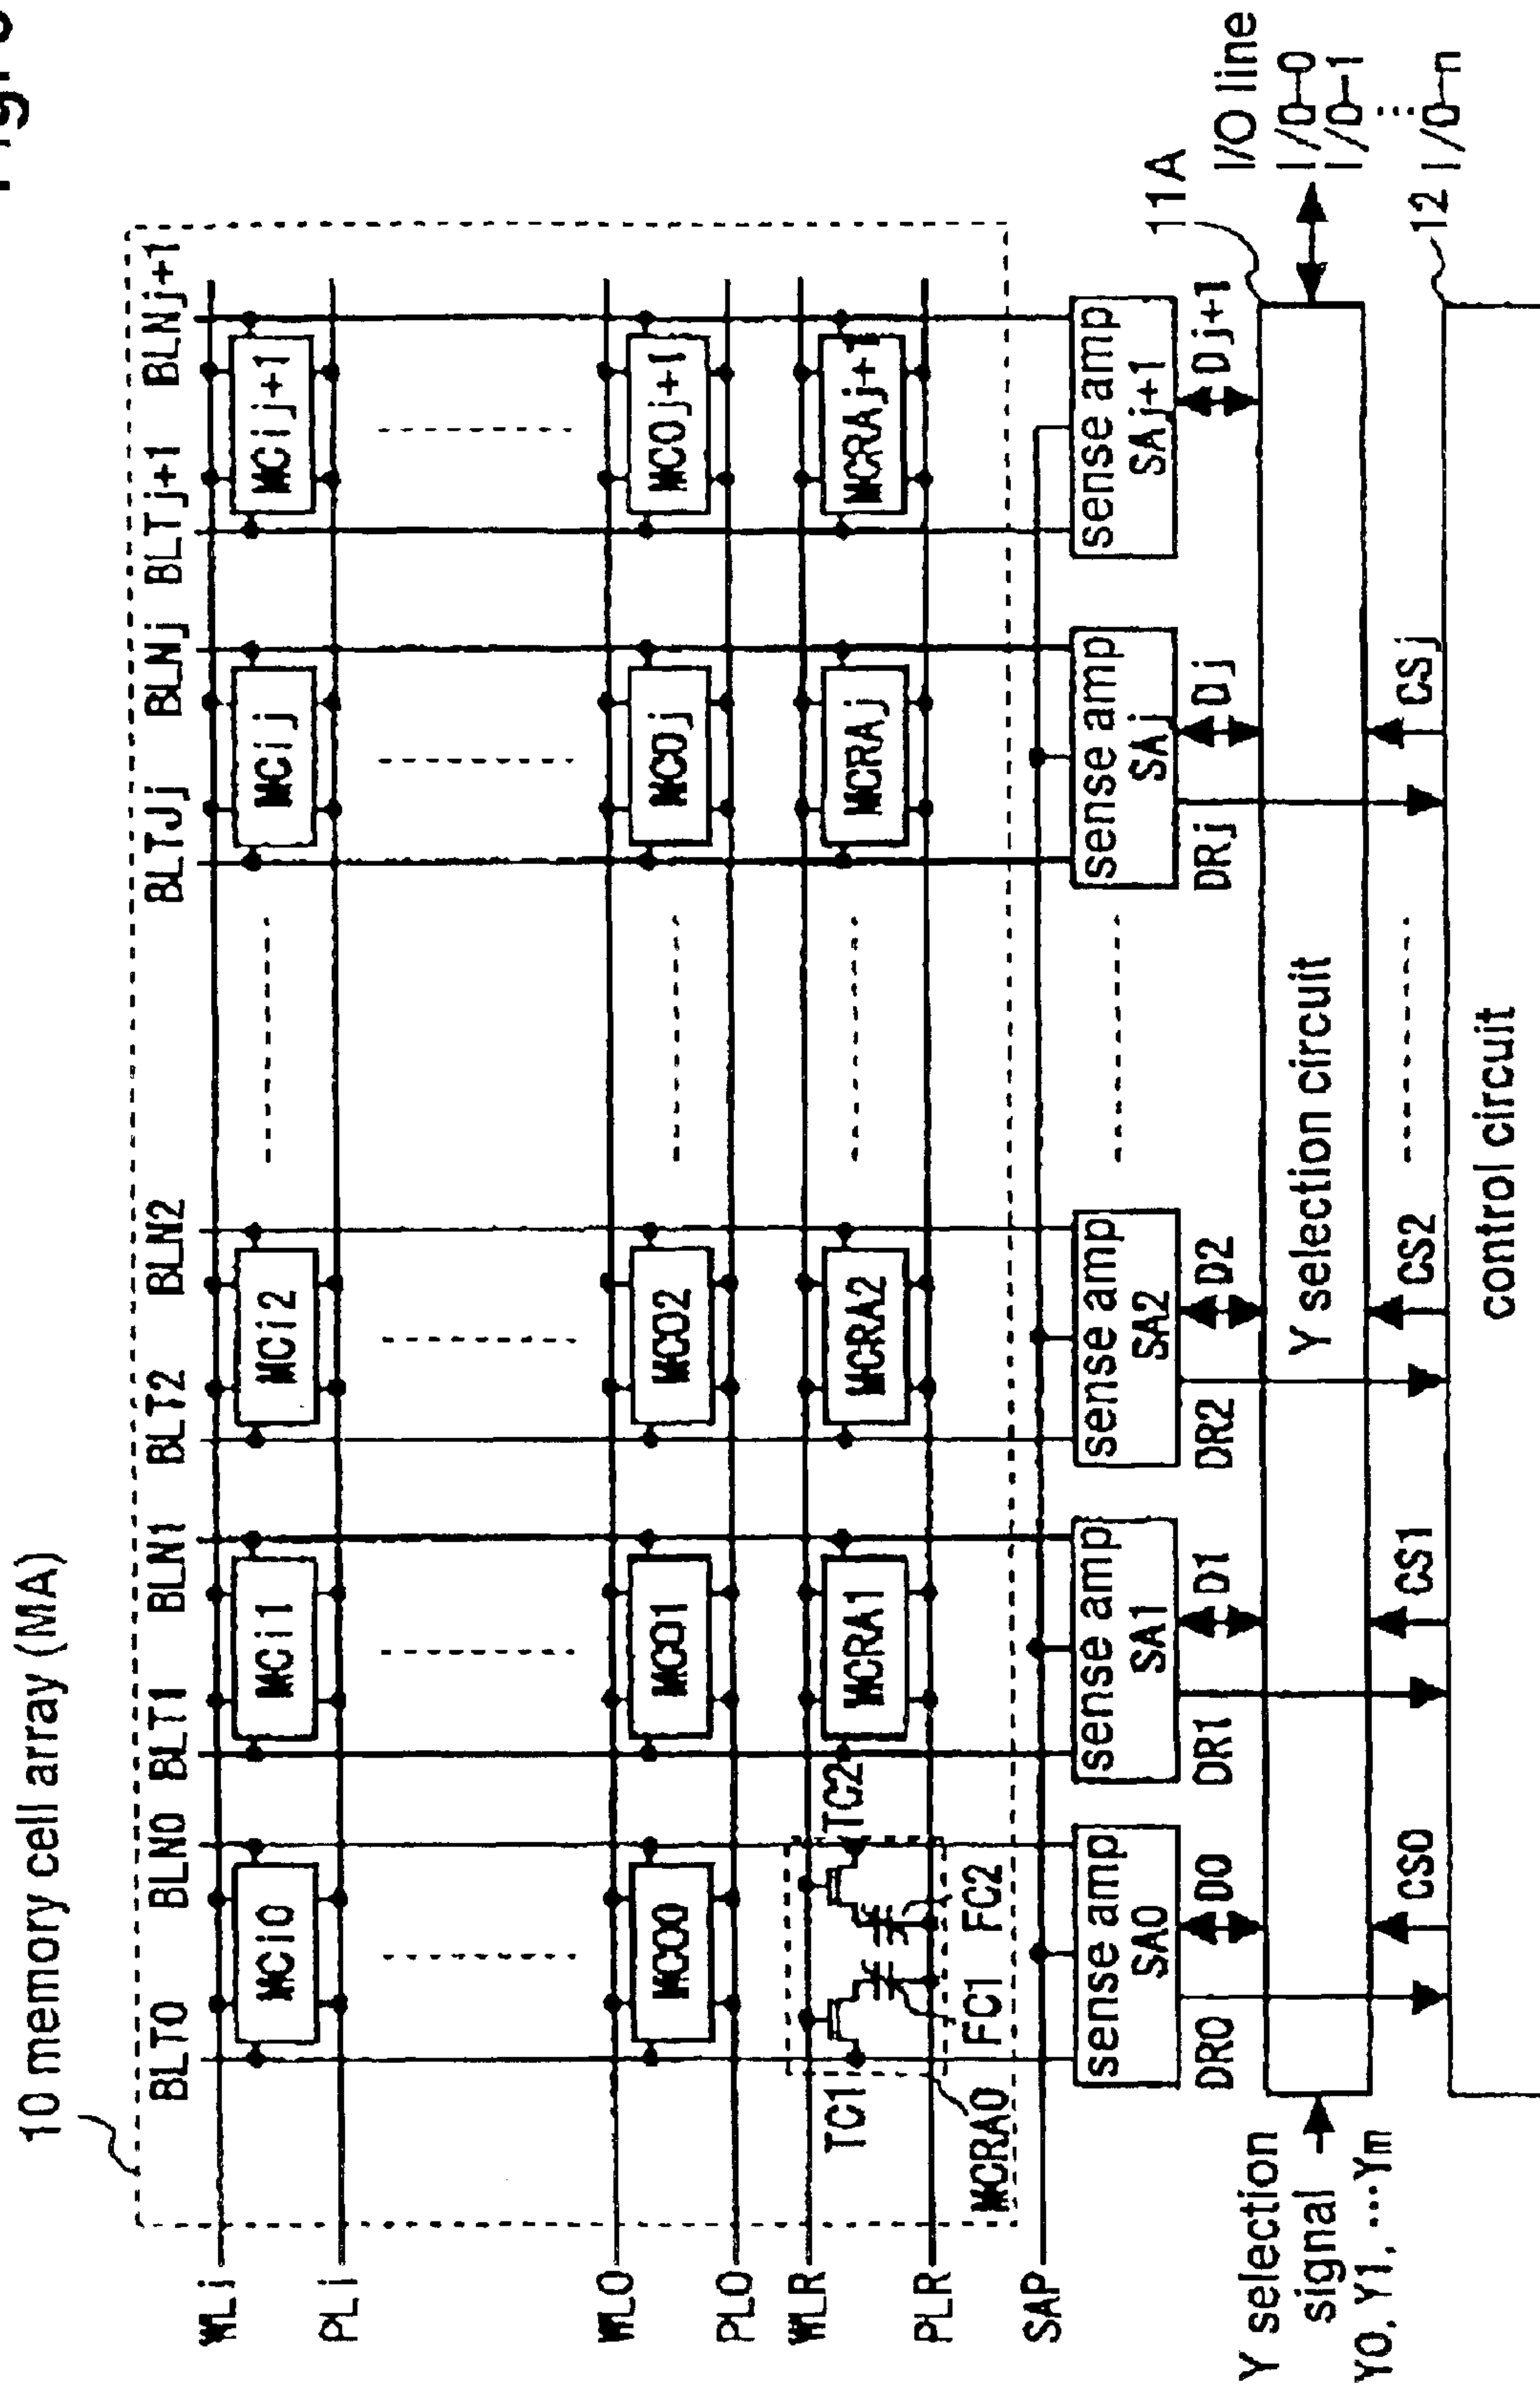 10 memory cell array (MA)
BLT0 BLN0 BLT1 BLN1 BLT2 BLN2 BLTj BLNj BLTj+1 BLNj+1
WLi
MCi0 MCi1 MCi2 MCij MCij+1
PLi
WL0
MC00 MC01 MC02 MC0j MC0j+1
PL0
WLR
TC1 TC2 MCRA1 MCRA2 MCRAj MCRAj+1
PLR
MCRA0 FC1 FC2
SAP
sense amp SA0
sense amp SA1
sense amp SA2
sense amp SAj
sense amp SAj+1
DR0 D0 DR1 D1 DR2 D2 DRj Dj Dj+1
11A
Y selection signal
Y0, Y1, ···Ym
Y selection circuit
I/O line
I/O-0
I/O-1
I/O-n
CS0 CS1 CS2 CSj
12
control circuit